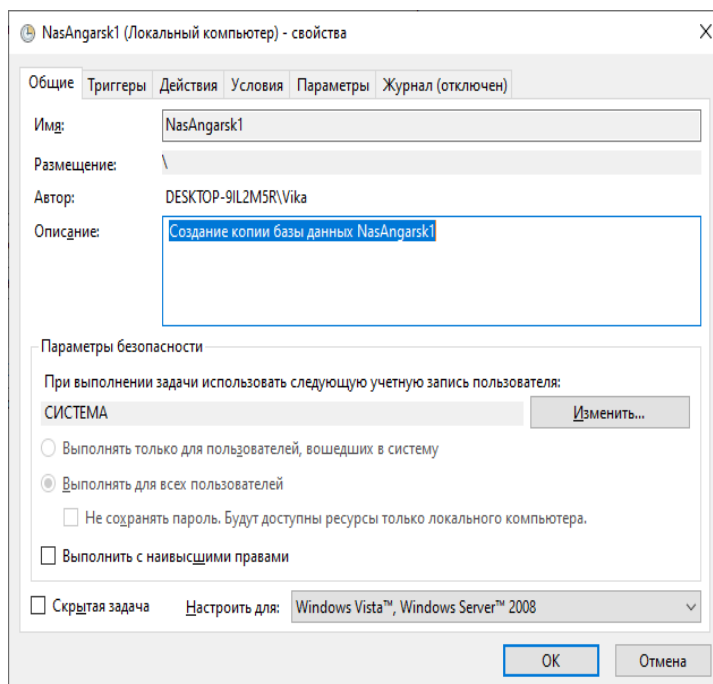 NasAngarsk1 (Локальный компьютер) - свойства
Общие Триггеры Действия Условия Параметры Журнал (отключен)
Имя: NasAngarsk1
Размещение: \
Автор: DESKTOP-9IL2M5R\Vika
Описание: Создание копии базы данных NasAngarsk1
Параметры безопасности
При выполнении задачи использовать следующую учетную запись пользователя:
СИСТЕМА Изменить...
Выполнять только для пользователей, вошедших в систему
Выполнять для всех пользователей
Не сохранять пароль. Будут доступны ресурсы только локального компьютера.
Выполнить с наивысшими правами
Скрытая задача Настроить для: Windows Vista™, Windows Server™ 2008
OK Отмена